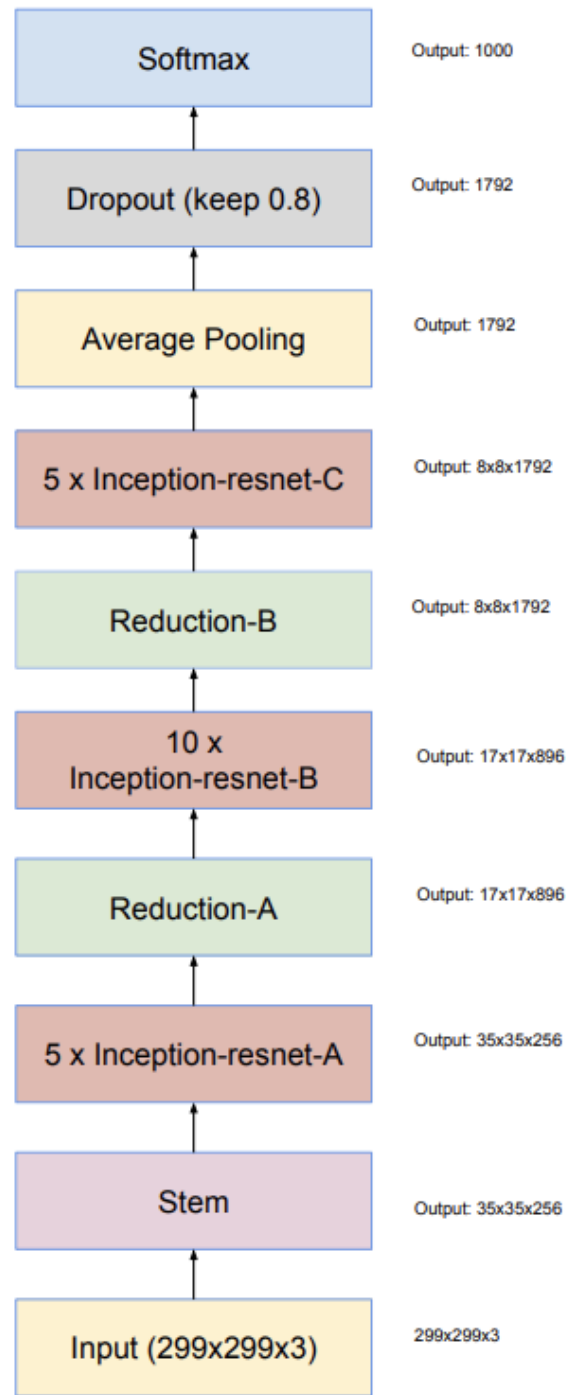 Softmax
Output: 1000
Dropout (keep 0.8)
Output: 1792
Average Pooling
Output: 1792
5 x Inception-resnet-C
Output: 8x8x1792
Reduction-B
Output: 8x8x1792
10 x
Inception-resnet-B
Output: 17x17x896
Reduction-A
Output: 17x17x896
5 x Inception-resnet-A
Output: 35x35x256
Stem
Output: 35x35x256
Input (299x299x3)
299x299x3